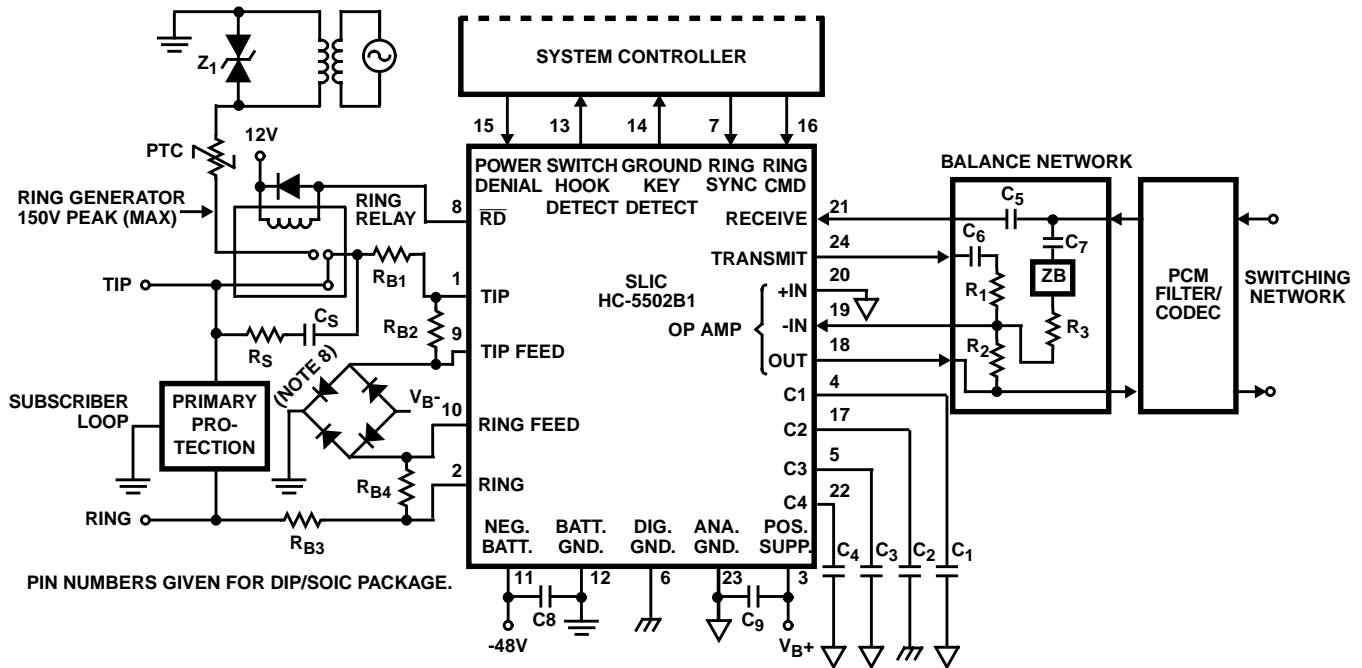 SYSTEM CONTROLLER
Z1
15
13
14
7
16
12V
PTC
RING GENERATOR
150V PEAK (MAX)
RING
RELAY
8
POWER
DENIAL
SWITCH
HOOK
DETECT
GROUND
KEY
DETECT
RING
SYNC
RING
CMD
RD
RECEIVE
21
TRANSMIT
24
SLIC
HC-5502B1
+IN
20
-IN
19
OP AMP
OUT
18
C1
4
C2
17
C3
5
C4
22
BALANCE NETWORK
C5
C6
C7
ZB
R1
R2
R3
PCM
FILTER/
CODEC
SWITCHING
NETWORK
TIP
RB1
1
TIP
CS
RS
RB2
9
TIP FEED
(NOTE 8)
VB-
10
RING FEED
SUBSCRIBER
LOOP
PRIMARY
PRO-
TECTION
2
RING
RB4
RING
RB3
NEG.
BATT.
BATT.
GND.
DIG.
GND.
ANA.
GND.
POS.
SUPP.
11
12
6
23
3
C8
C9
-48V
VB+
C4
C3
C2
C1
PIN NUMBERS GIVEN FOR DIP/SOIC PACKAGE.